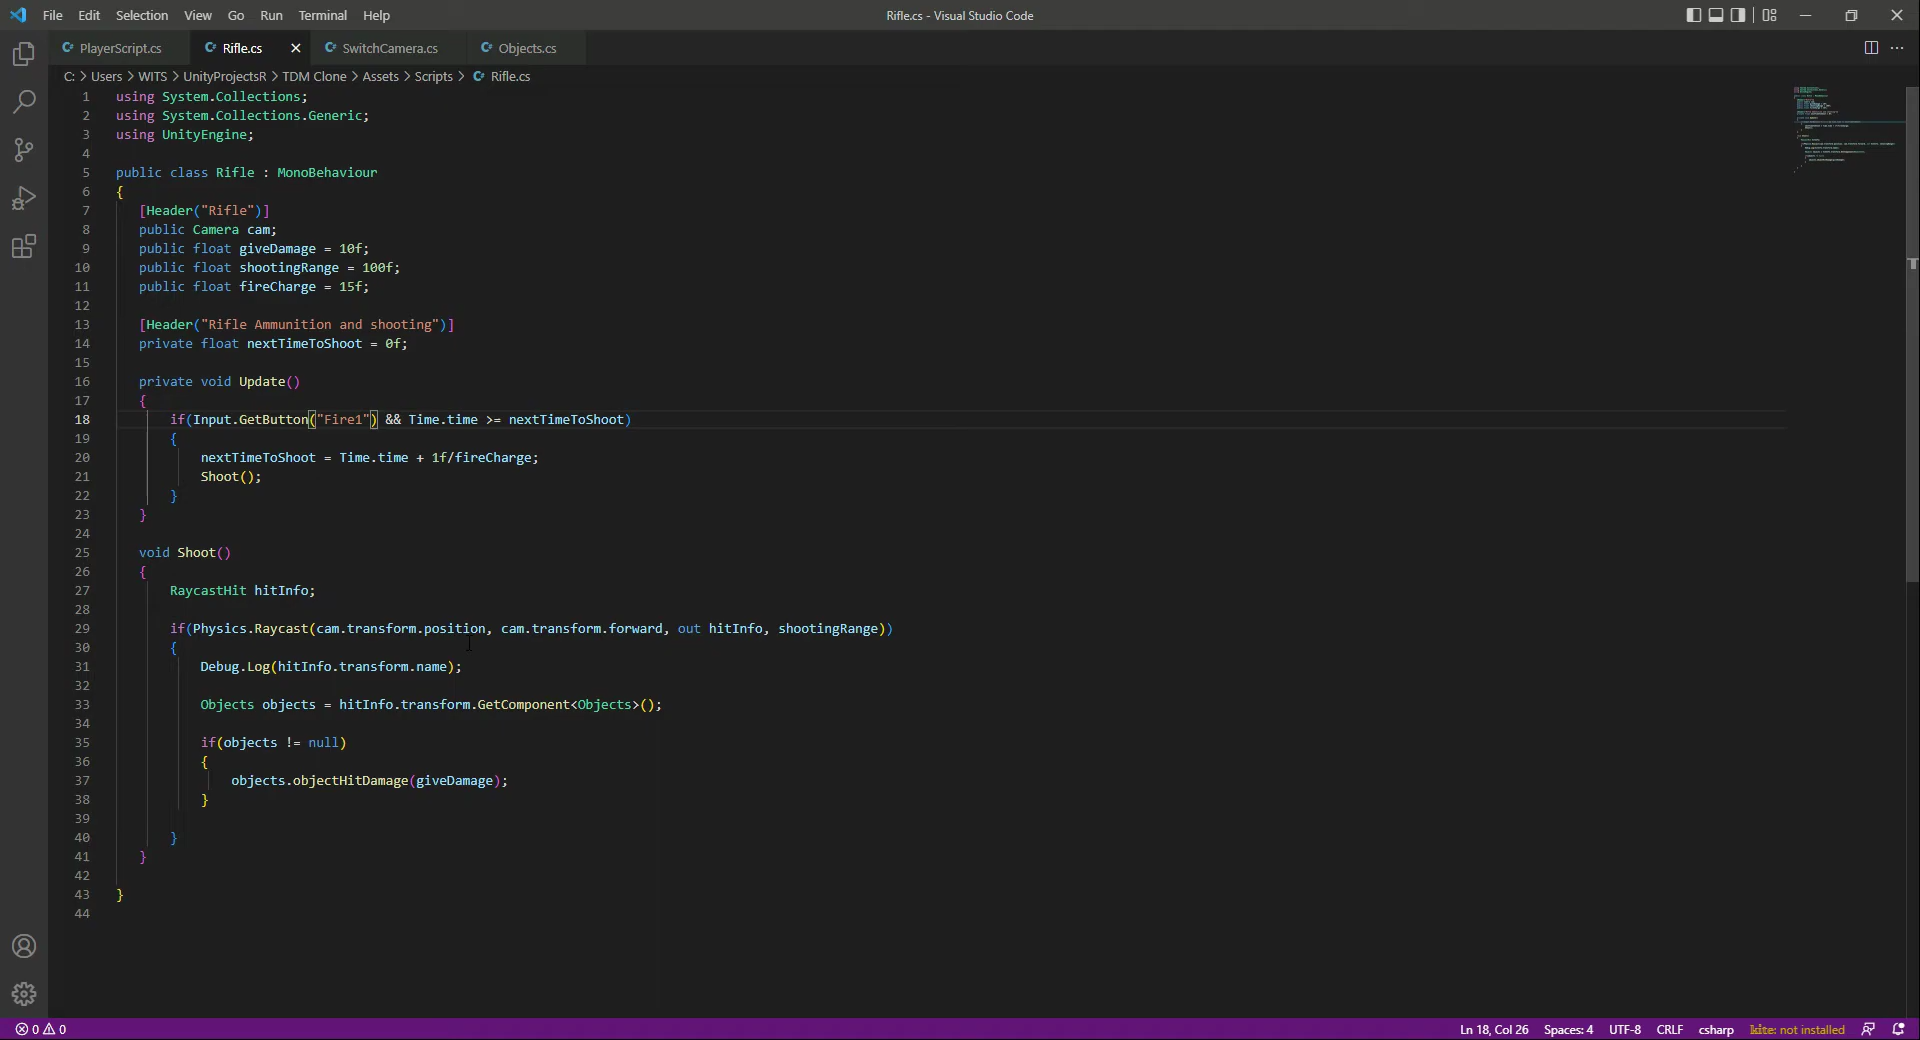 File Edit Selection View Go Run Terminal Help Rifle.cs - Visual Studio Code
PlayerScript.cs Rifle.cs SwitchCamera.cs Objects.cs
C: > Users > WITS > UnityProjectsR > TDM Clone > Assets > Scripts > Rifle.cs
1 using System.Collections;
2 using System.Collections.Generic;
3 using UnityEngine;
4
5 public class Rifle : MonoBehaviour
6 {
7 [Header("Rifle")]
8 public Camera cam;
9 public float giveDamage = 10f;
10 public float shootingRange = 100f;
11 public float fireCharge = 15f;
12
13 [Header("Rifle Ammunition and shooting")]
14 private float nextTimeToShoot = 0f;
15
16 private void Update()
17 {
18 if(Input.GetButton("Fire1") && Time.time >= nextTimeToShoot)
19 {
20 nextTimeToShoot = Time.time + 1f/fireCharge;
21 Shoot();
22 }
23 }
24
25 void Shoot()
26 {
27 RaycastHit hitInfo;
28
29 if(Physics.Raycast(cam.transform.position, cam.transform.forward, out hitInfo, shootingRange))
30 {
31 Debug.Log(hitInfo.transform.name);
32
33 Objects objects = hitInfo.transform.GetComponent<Objects>();
34
35 if(objects != null)
36 {
37 objects.objectHitDamage(giveDamage);
38 }
39
40 }
41 }
42
43 }
44
0 0 Ln 18, Col 26 Spaces: 4 UTF-8 CRLF csharp kite: not installed